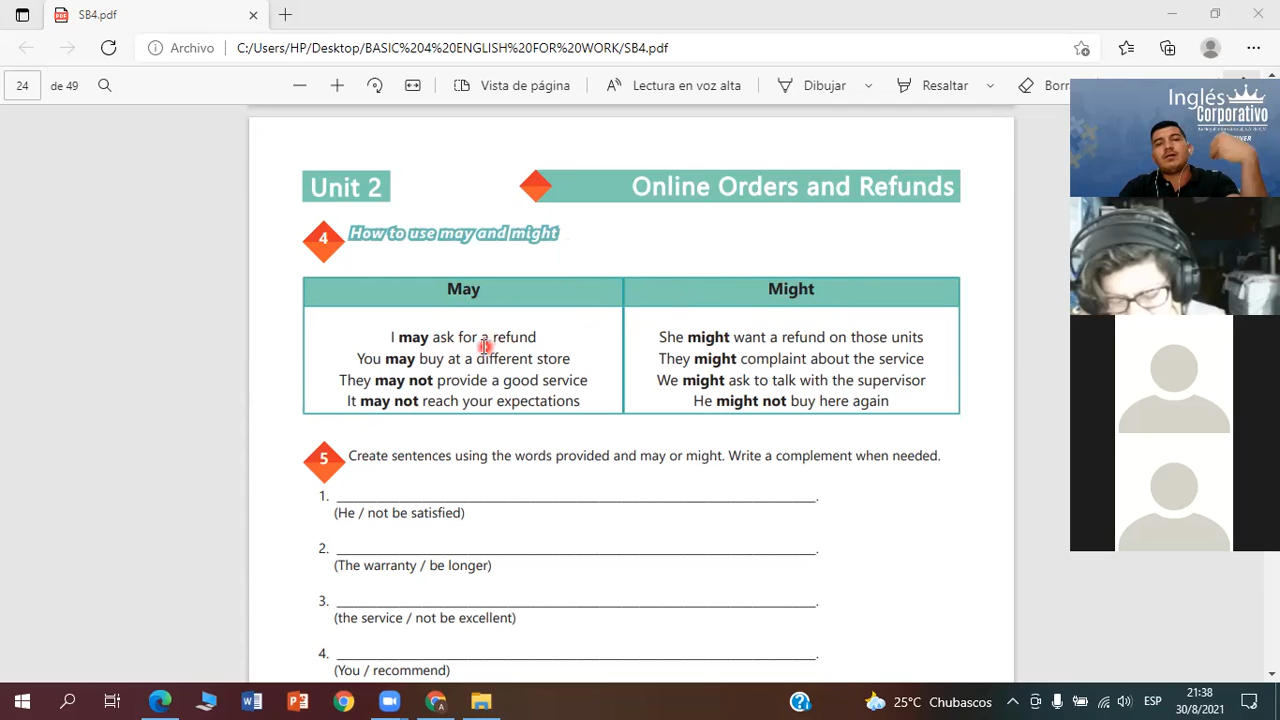 SB4.pdf
Archivo
C:/Users/HP/Desktop/BASIC%204%20ENGLISH%20FOR%20WORK/SB4.pdf
24
de 49
Vista de página
Lectura en voz alta
Dibujar
Resaltar
Bor
Inglés
Corporativo
Unit 2
Online Orders and Refunds
4
How to use may and might
May
Might
I may ask for a refund
You may buy at a different store
They may not provide a good service
It may not reach your expectations
She might want a refund on those units
They might complaint about the service
We might ask to talk with the supervisor
He might not buy here again
5
Create sentences using the words provided and may or might. Write a complement when needed.
1. ______.
(He / not be satisfied)
2. ______.
(The warranty / be longer)
3. ______.
(the service / not be excellent)
4. ______.
(You / recommend)
25°C Chubascos
ESP
21:38
30/8/2021